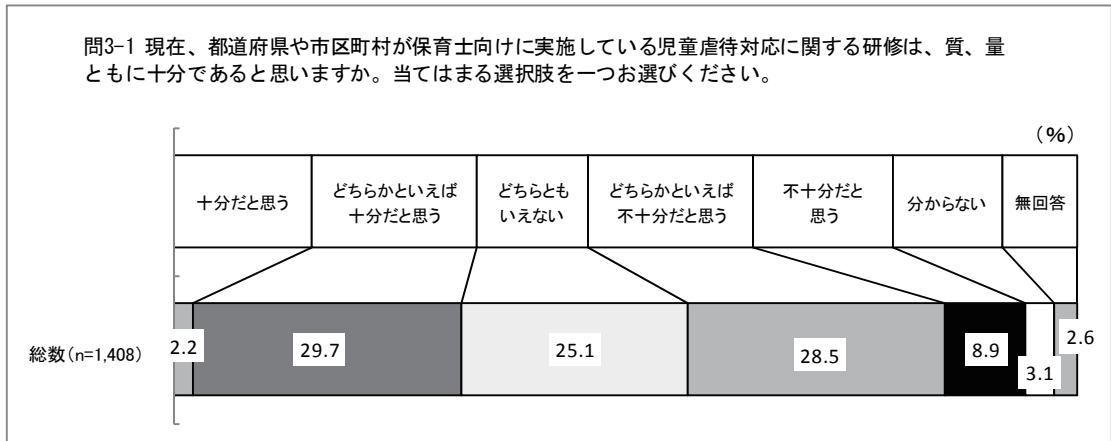 問3-1 現在、都道府県や市区町村が保育士向けに実施している児童虐待対応に関する研修は、質、量
ともに十分であると思いますか。当てはまる選択肢を一つお選びください。
(%)
十分だと思う
どちらかといえば
十分だと思う
どちらとも
いえない
どちらかといえば
不十分だと思う
不十分だと
思う
分からない
無回答
総数(n=1,408)
2.2
29.7
25.1
28.5
8.9
3.1
2.6